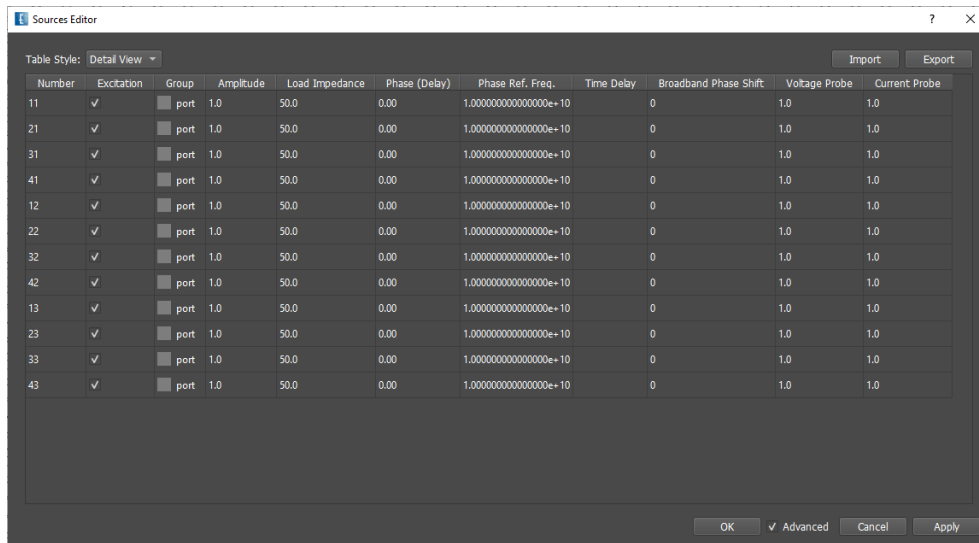 Sources Editor
? ×
Table Style: Detail View Import Export
Number Excitation Group Amplitude Load Impedance Phase (Delay) Phase Ref. Freq. Time Delay Broadband Phase Shift Voltage Probe Current Probe
11 port 1.0 50.0 0.00 1.000000000000000e+10 0 1.0 1.0
21 port 1.0 50.0 0.00 1.000000000000000e+10 0 1.0 1.0
31 port 1.0 50.0 0.00 1.000000000000000e+10 0 1.0 1.0
41 port 1.0 50.0 0.00 1.000000000000000e+10 0 1.0 1.0
12 port 1.0 50.0 0.00 1.000000000000000e+10 0 1.0 1.0
22 port 1.0 50.0 0.00 1.000000000000000e+10 0 1.0 1.0
32 port 1.0 50.0 0.00 1.000000000000000e+10 0 1.0 1.0
42 port 1.0 50.0 0.00 1.000000000000000e+10 0 1.0 1.0
13 port 1.0 50.0 0.00 1.000000000000000e+10 0 1.0 1.0
23 port 1.0 50.0 0.00 1.000000000000000e+10 0 1.0 1.0
33 port 1.0 50.0 0.00 1.000000000000000e+10 0 1.0 1.0
43 port 1.0 50.0 0.00 1.000000000000000e+10 0 1.0 1.0
OK Advanced Cancel Apply